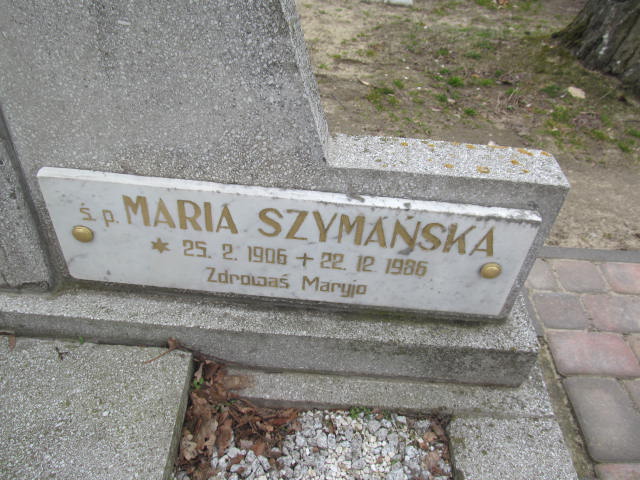 ś. p. MARIA SZYMAŃSKA
* 25. 2. 1906 + 22. 12. 1986
Zdrowaś Maryjo